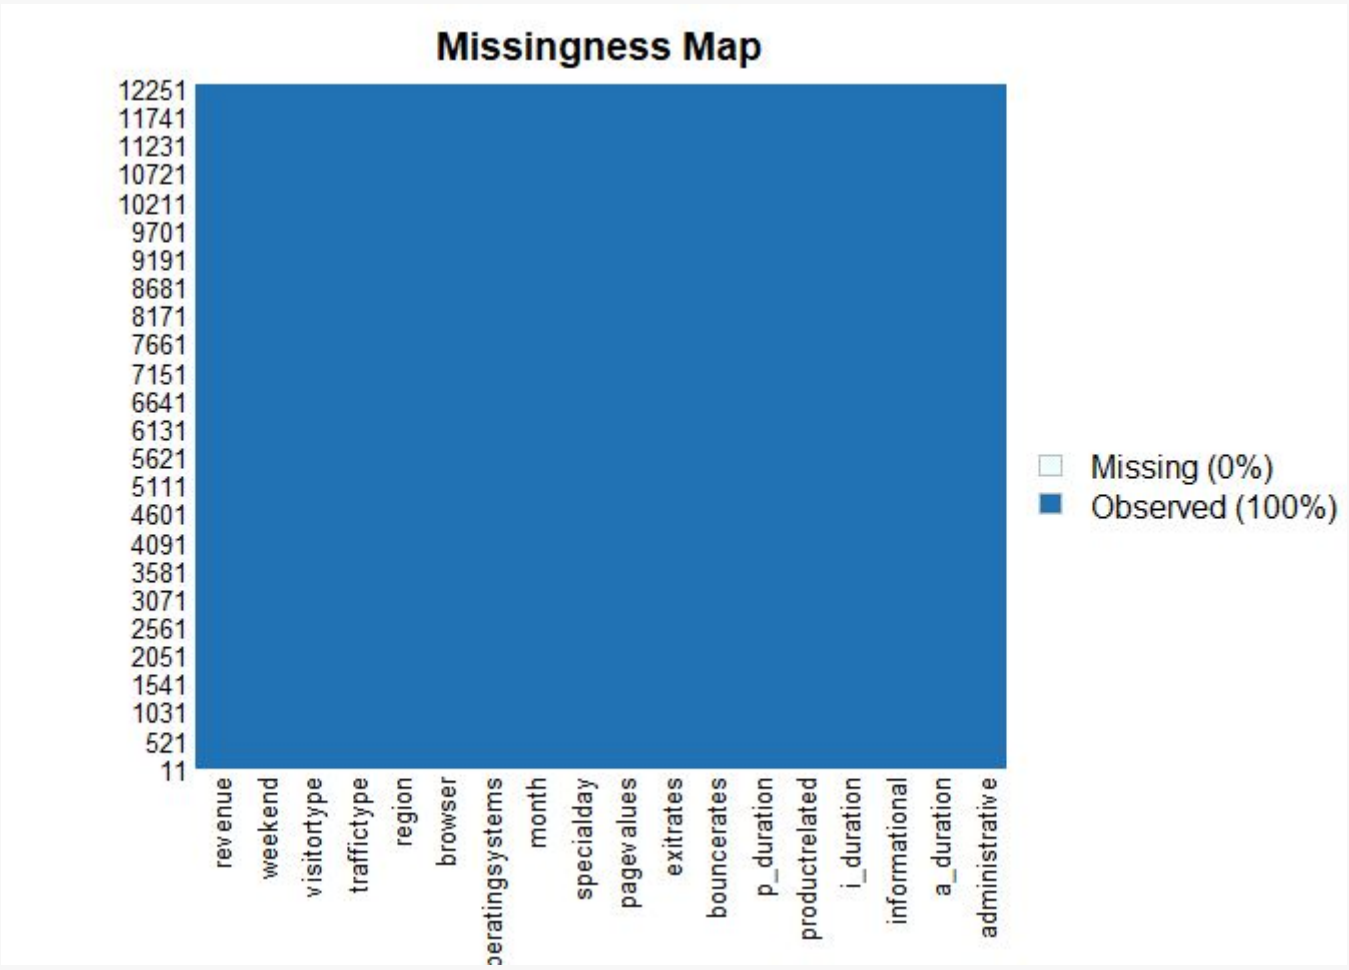 Missingness Map
12251
11741
11231
10721
10211
9701
9191
8681
8171
7661
7151
6641
6131
5621
5111
4601
4091
3581
3071
2561
2051
1541
1031
521
11
Missing (0%)
Observed (100%)
revenue
weekend
visitortype
traffictype
region
browser
peratingsystems
month
specialday
pagevalues
exitrates
bouncerates
p_duration
productrelated
i_duration
informational
a_duration
administrative